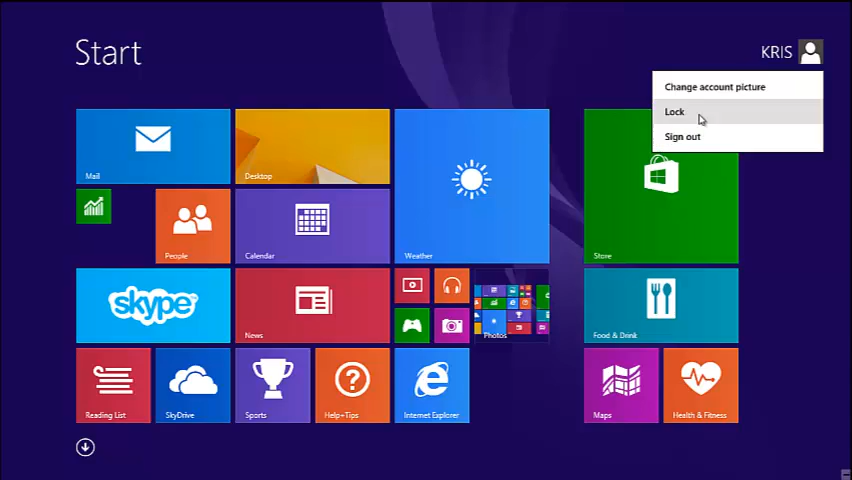 Start
KRIS
Change account picture
Lock
Sign out
Mail
Desktop
Weather
Store
People
Calendar
skype
News
Photos
Food & Drink
Reading List
SkyDrive
Sports
Help+Tips
Internet Explorer
Maps
Health & Fitness